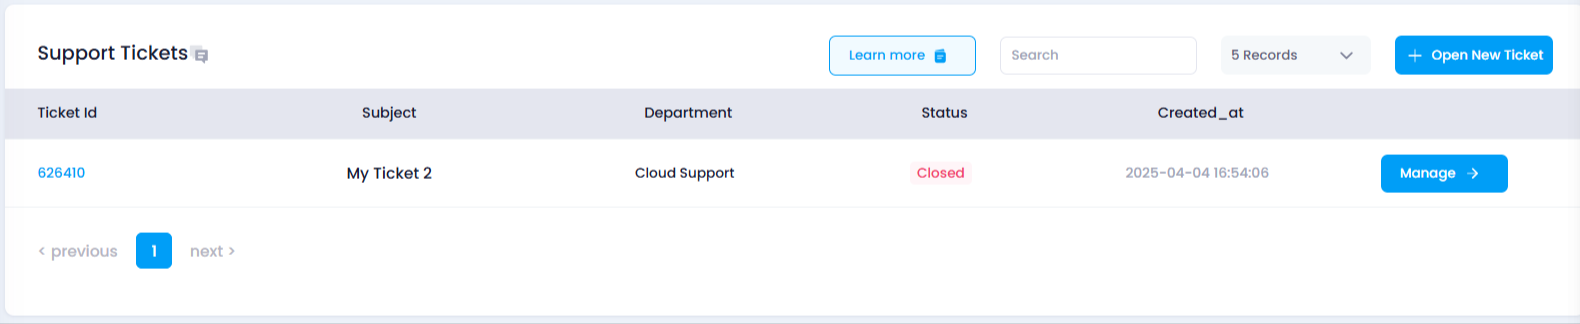 Support Tickets
Learn more
Search
5 Records
+ Open New Ticket
Ticket Id Subject Department Status Created_at
626410 My Ticket 2 Cloud Support Closed 2025-04-04 16:54:06 Manage →
< previous 1 next >